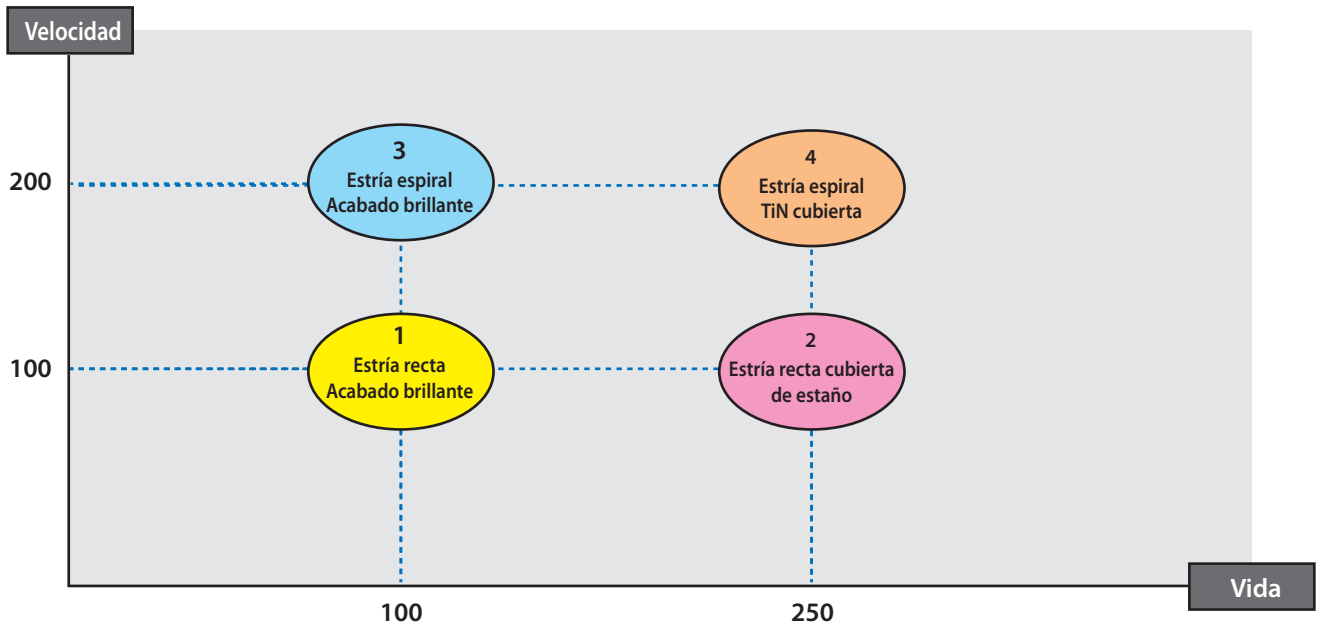 Velocidad
200
3
Estría espiral
Acabado brillante
4
Estría espiral
TiN cubierta
100
1
Estría recta
Acabado brillante
2
Estría recta cubierta
de estaño
Vida
100
250